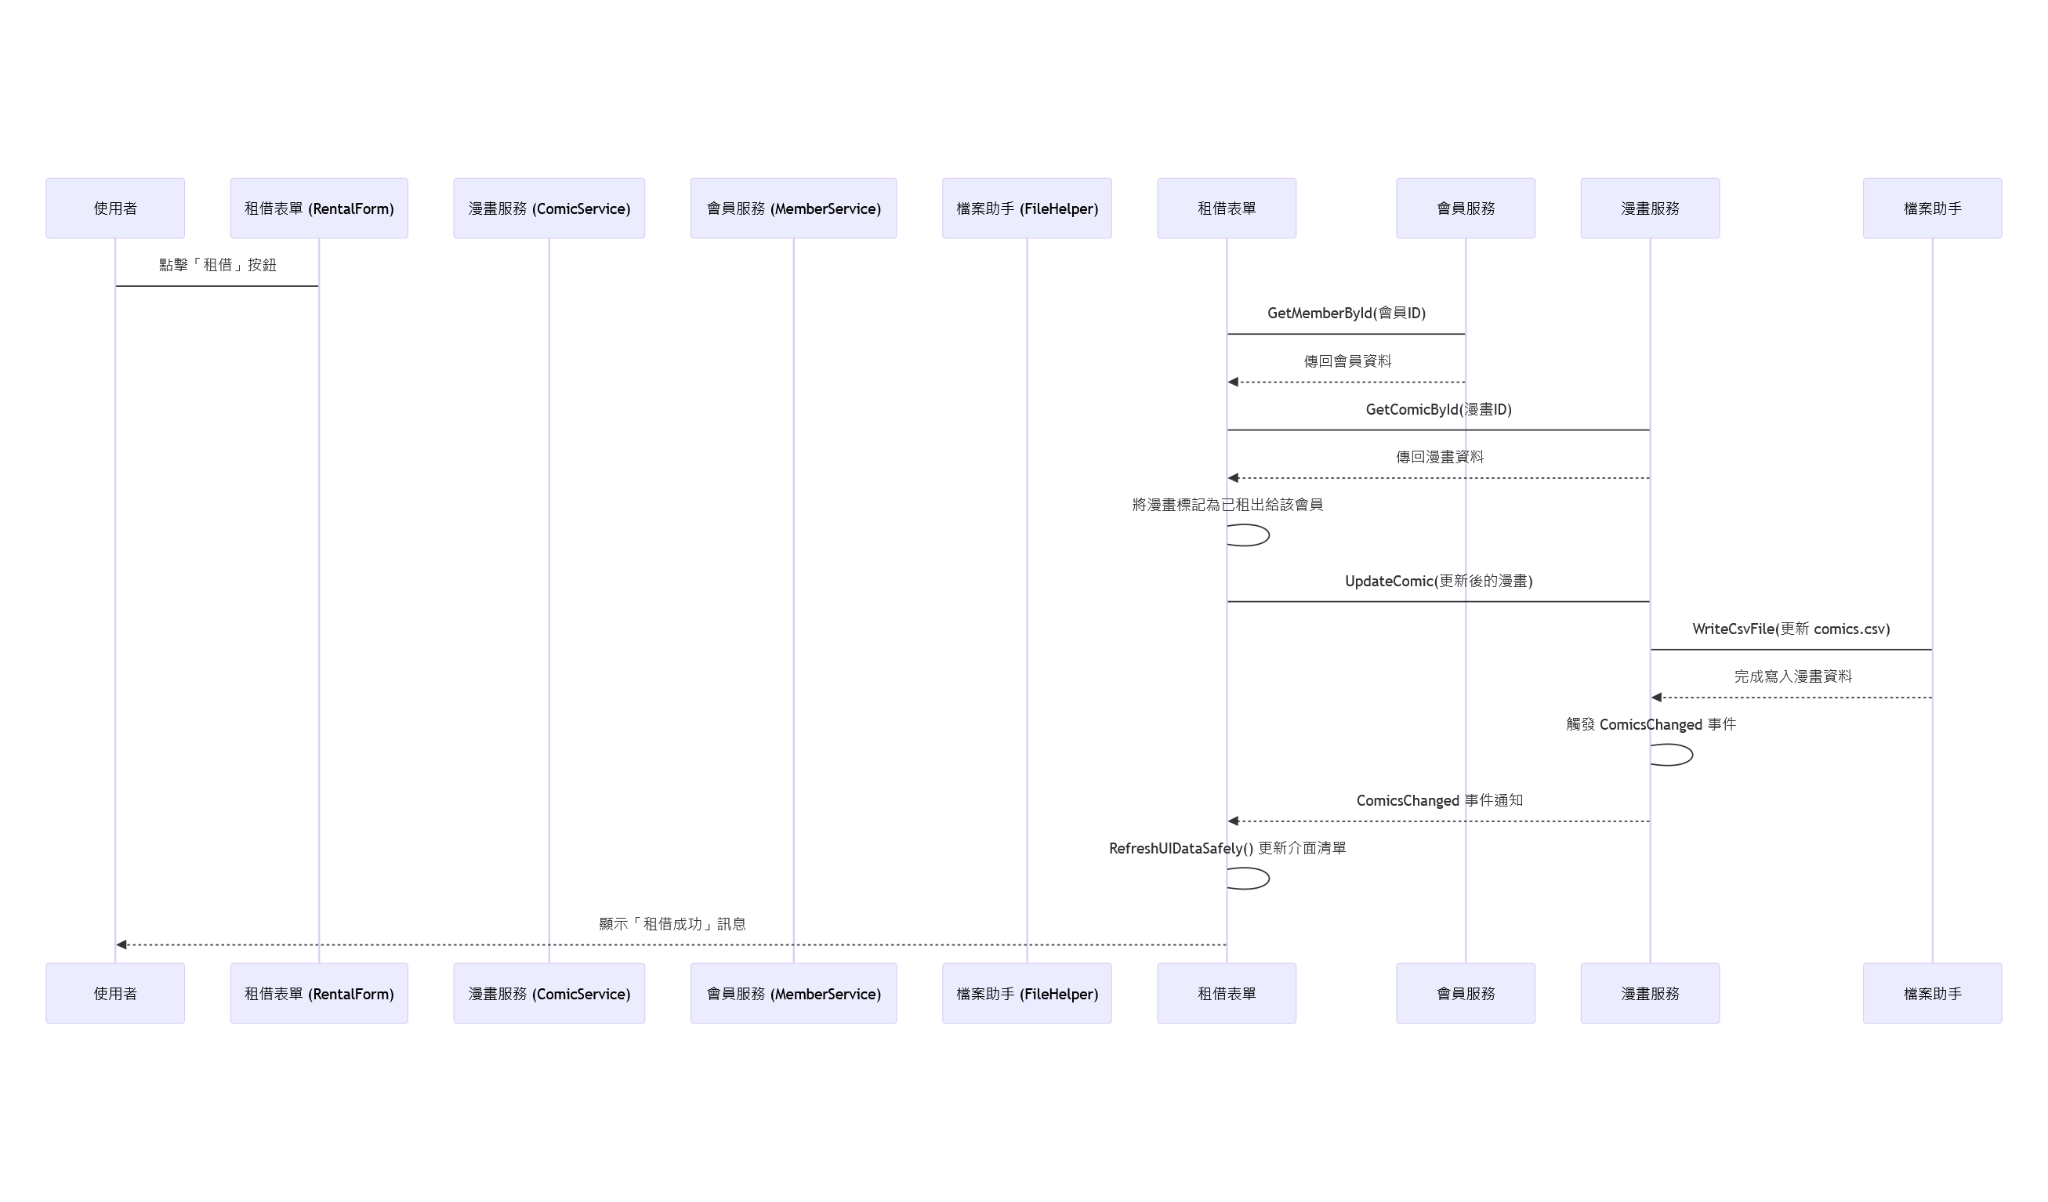 使用者
租借表單 (RentalForm)
漫畫服務 (ComicService)
會員服務 (MemberService)
檔案助手 (FileHelper)
租借表單
會員服務
漫畫服務
檔案助手
點擊「租借」按鈕
GetMemberById(會員ID)
傳回會員資料
GetComicById(漫畫ID)
傳回漫畫資料
將漫畫標記為已租出給該會員
UpdateComic(更新後的漫畫)
WriteCsvFile(更新 comics.csv)
完成寫入漫畫資料
觸發 ComicsChanged 事件
ComicsChanged 事件通知
RefreshUIDataSafely() 更新介面清單
顯示「租借成功」訊息
使用者
租借表單 (RentalForm)
漫畫服務 (ComicService)
會員服務 (MemberService)
檔案助手 (FileHelper)
租借表單
會員服務
漫畫服務
檔案助手